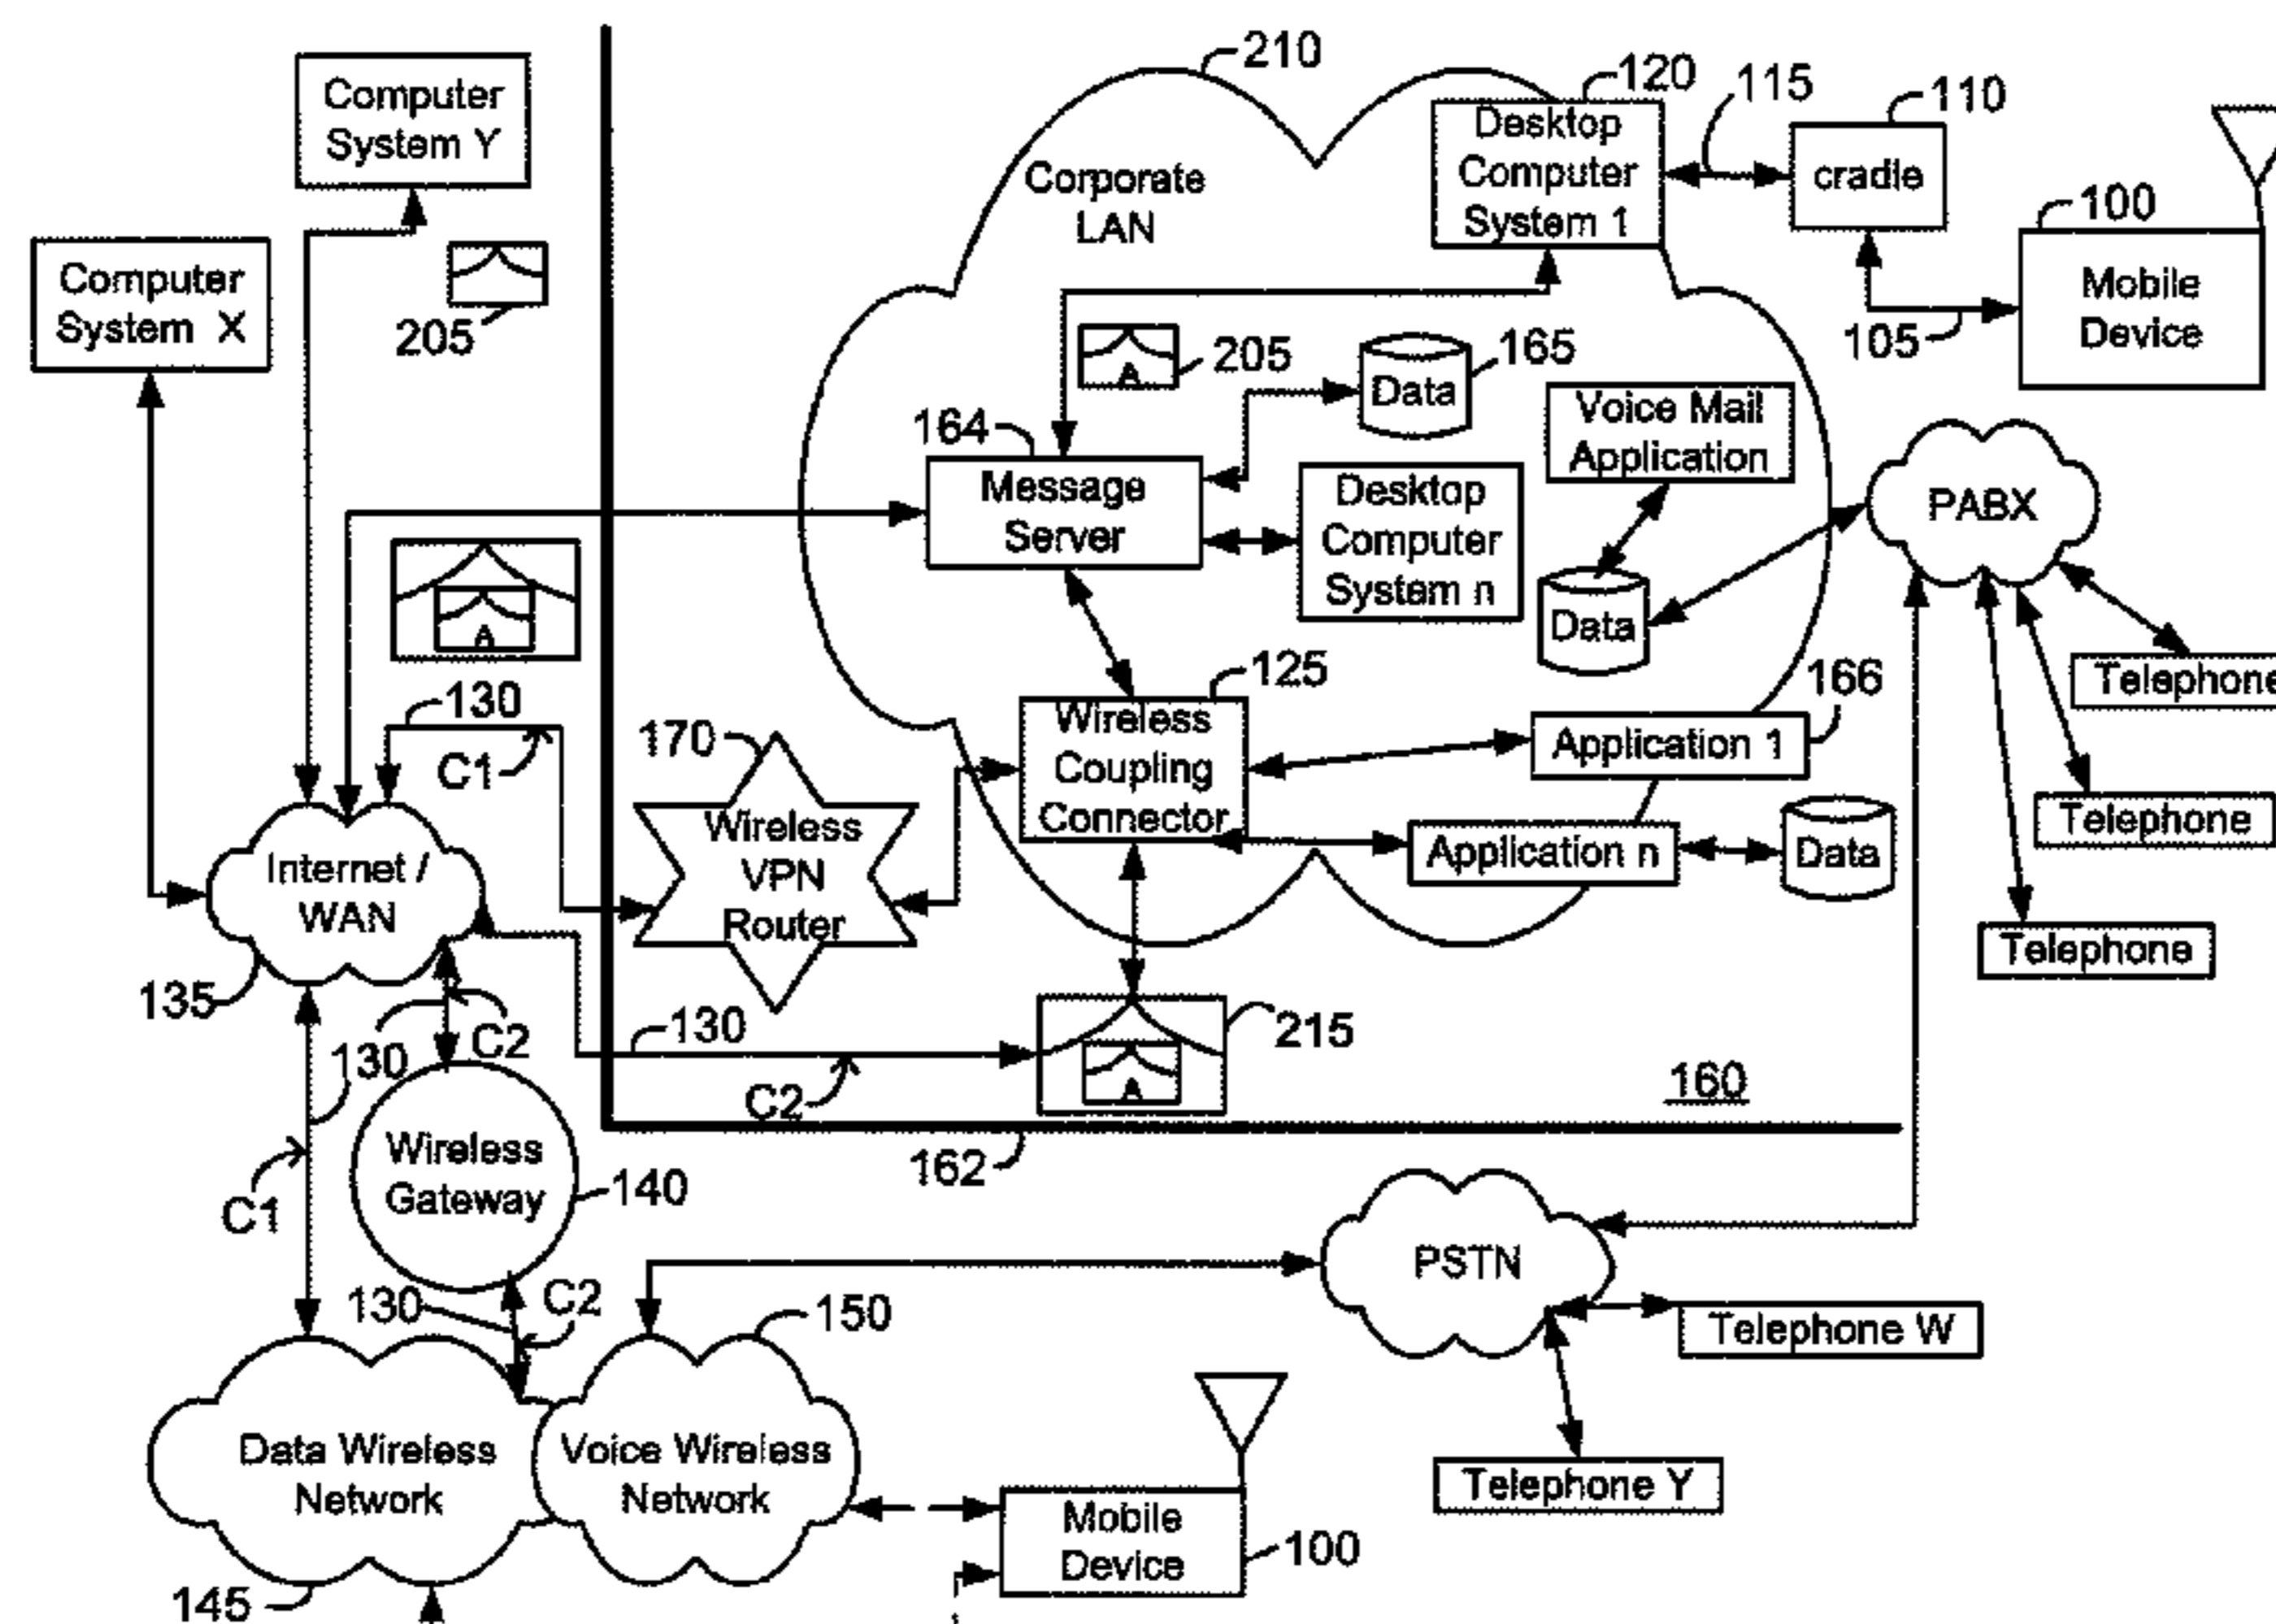 210
120
115
110
Computer
System Y
Desktop
Computer
System 1
cradle
Corporate
LAN
100
Mobile
Device
Computer
System X
205
105
A
205
165
Data
Voice Mail
Application
164
Message
Server
Desktop
Computer
System n
PABX
Data
A
125
166
Telephone
130
170
C1
Wireless
Coupling
Connector
Application 1
Telephone
Wireless
VPN
Router
Application n
Data
Internet /
WAN
Telephone
135
C2
130
215
130
C2
A
160
162
Wireless
Gateway
140
C1
PSTN
130
C2
150
Telephone W
Data Wireless
Network
Voice Wireless
Network
Telephone Y
Mobile
Device
100
145